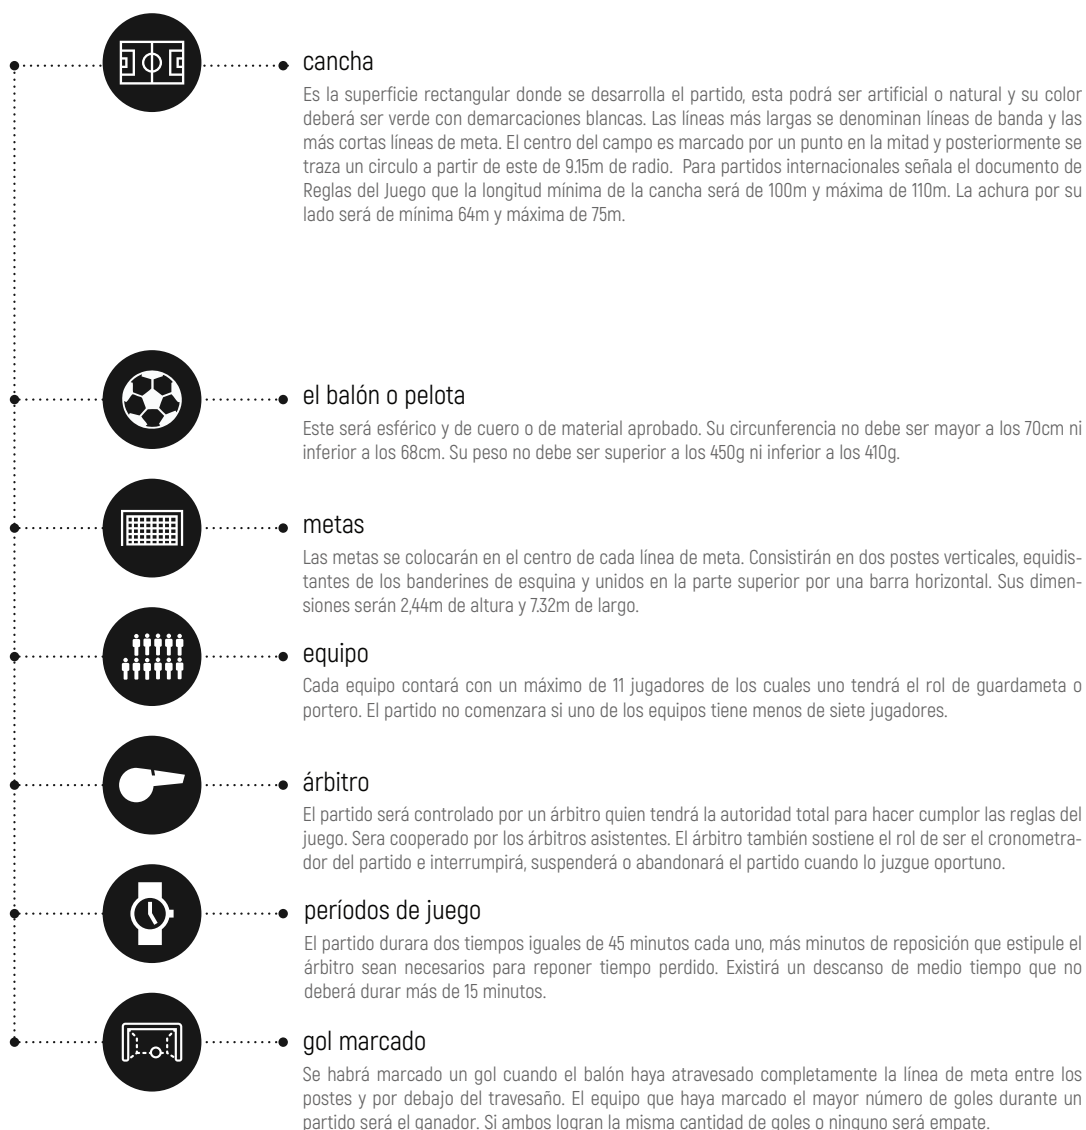 cancha
Es la superficie rectangular donde se desarrolla el partido, esta podrá ser artificial o natural y su color
deberá ser verde con demarcaciones blancas. Las líneas más largas se denominan líneas de banda y las
más cortas líneas de meta. El centro del campo es marcado por un punto en la mitad y posteriormente se
traza un circulo a partir de este de 9.15m de radio. Para partidos internacionales señala el documento de
Reglas del Juego que la longitud mínima de la cancha será de 100m y máxima de 110m. La achura por su
lado será de mínima 64m y máxima de 75m.
el balón o pelota
Este será esférico y de cuero o de material aprobado. Su circunferencia no debe ser mayor a los 70cm ni
inferior a los 68cm. Su peso no debe ser superior a los 450g ni inferior a los 410g.
metas
Las metas se colocarán en el centro de cada línea de meta. Consistirán en dos postes verticales, equidis-
tantes de los banderines de esquina y unidos en la parte superior por una barra horizontal. Sus dimen-
siones serán 2,44m de altura y 7.32m de largo.
equipo
Cada equipo contará con un máximo de 11 jugadores de los cuales uno tendrá el rol de guardameta o
portero. El partido no comenzara si uno de los equipos tiene menos de siete jugadores.
árbitro
El partido será controlado por un árbitro quien tendrá la autoridad total para hacer cumplor las reglas del
juego. Sera cooperado por los árbitros asistentes. El árbitro también sostiene el rol de ser el cronometra-
dor del partido e interrumpirá, suspenderá o abandonará el partido cuando lo juzgue oportuno.
períodos de juego
El partido durara dos tiempos iguales de 45 minutos cada uno, más minutos de reposición que estipule el
árbitro sean necesarios para reponer tiempo perdido. Existirá un descanso de medio tiempo que no
deberá durar más de 15 minutos.
gol marcado
Se habrá marcado un gol cuando el balón haya atravesado completamente la línea de meta entre los
postes y por debajo del travesaño. El equipo que haya marcado el mayor número de goles durante un
partido será el ganador. Si ambos logran la misma cantidad de goles o ninguno será empate.